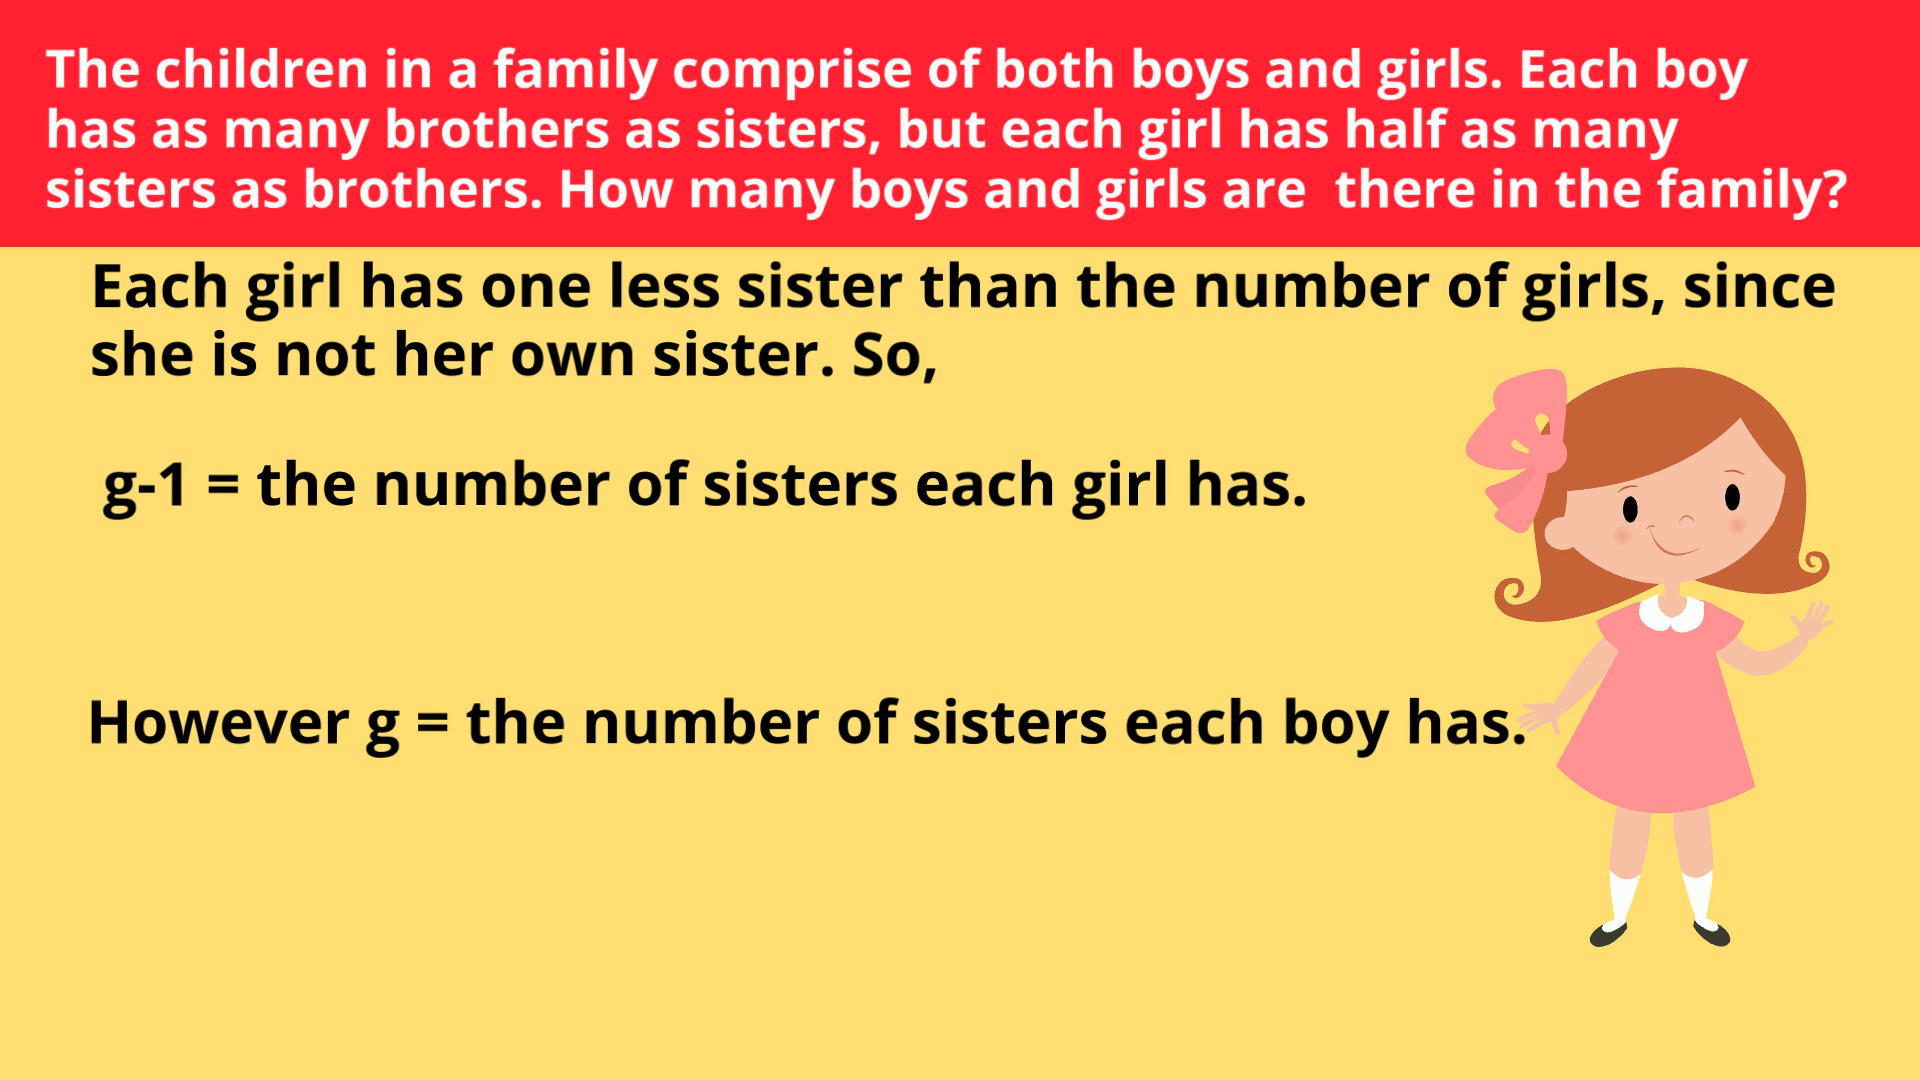 The children in a family comprise of both boys and girls. Each boy
has as many brothers as sisters, but each girl has half as many
sisters as brothers. How many boys and girls are  there in the family?
Each girl has one less sister than the number of girls, since
she is not her own sister. So,
g-1 = the number of sisters each girl has.
However g = the number of sisters each boy has.